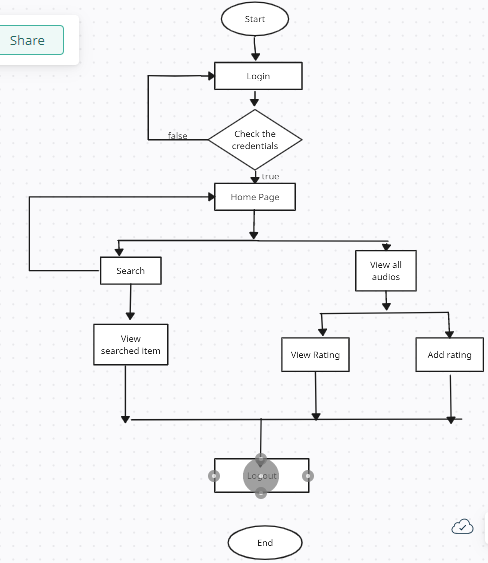 Start
Share
Login
false
Check the
credentials
true
Home Page
Search
View all
audios
View
searched item
View Rating
Add rating
Logout
End